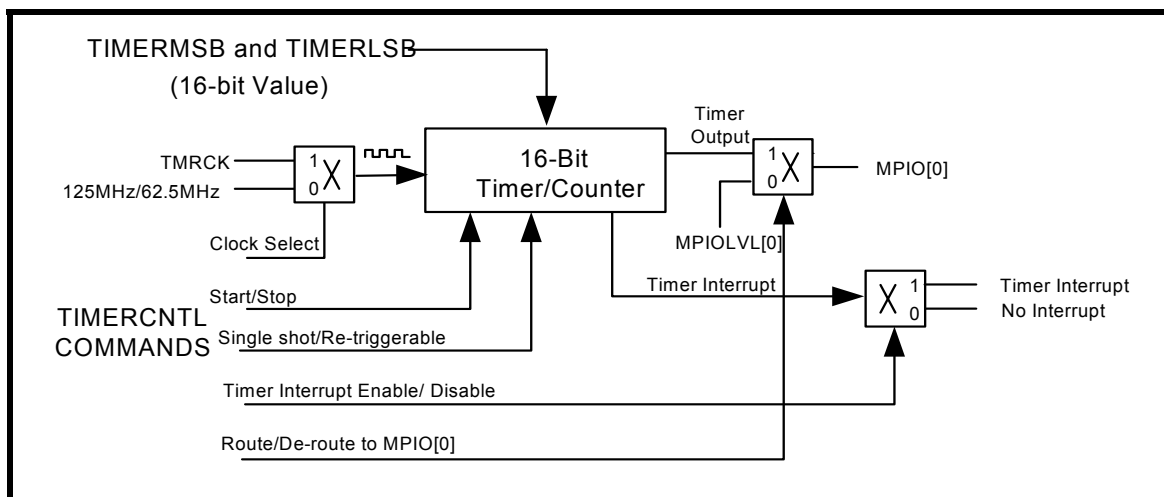 TIMERMSB and TIMERLSB
(16-bit Value)
Timer
Output
TMRCK
125MHz/62.5MHz
1
0
X
16-Bit
Timer/Counter
1
0
X
MPIO[0]
MPIOLVL[0]
Clock Select
Timer Interrupt
X
1
0
Timer Interrupt
No Interrupt
Start/Stop
TIMERCNTL
COMMANDS
Single shot/Re-triggerable
Timer Interrupt Enable/ Disable
Route/De-route to MPIO[0]